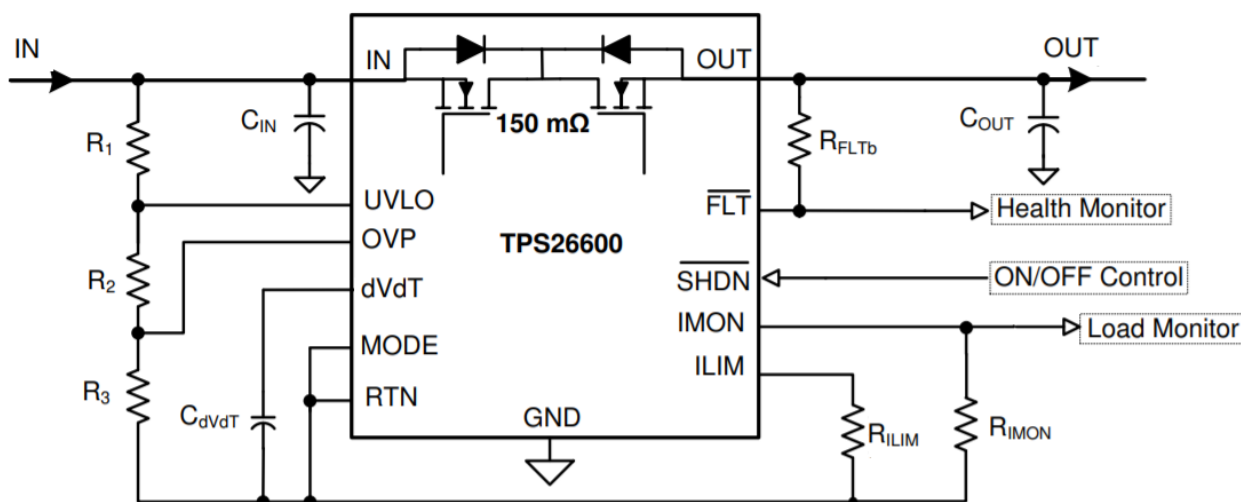 IN
IN
OUT
OUT
R1
CIN
150 mΩ
RFLTb
COUT
UVLO
FLT
Health Monitor
OVP
TPS26600
R2
dVdT
SHDN
ON/OFF Control
MODE
IMON
Load Monitor
ILIM
R3
RTN
CdVdT
GND
RILIM
RIMON